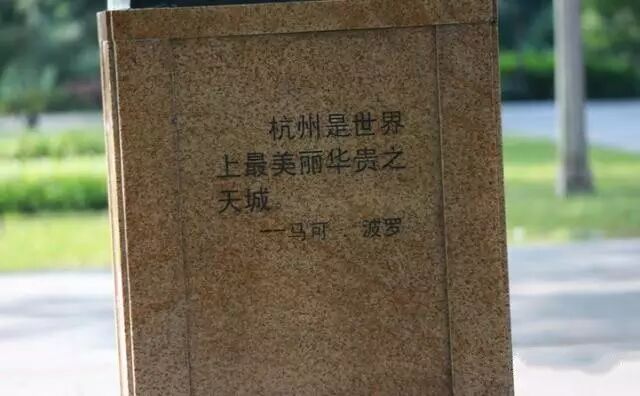 杭州是世界
上最美丽华贵之
天城
——马可 波罗